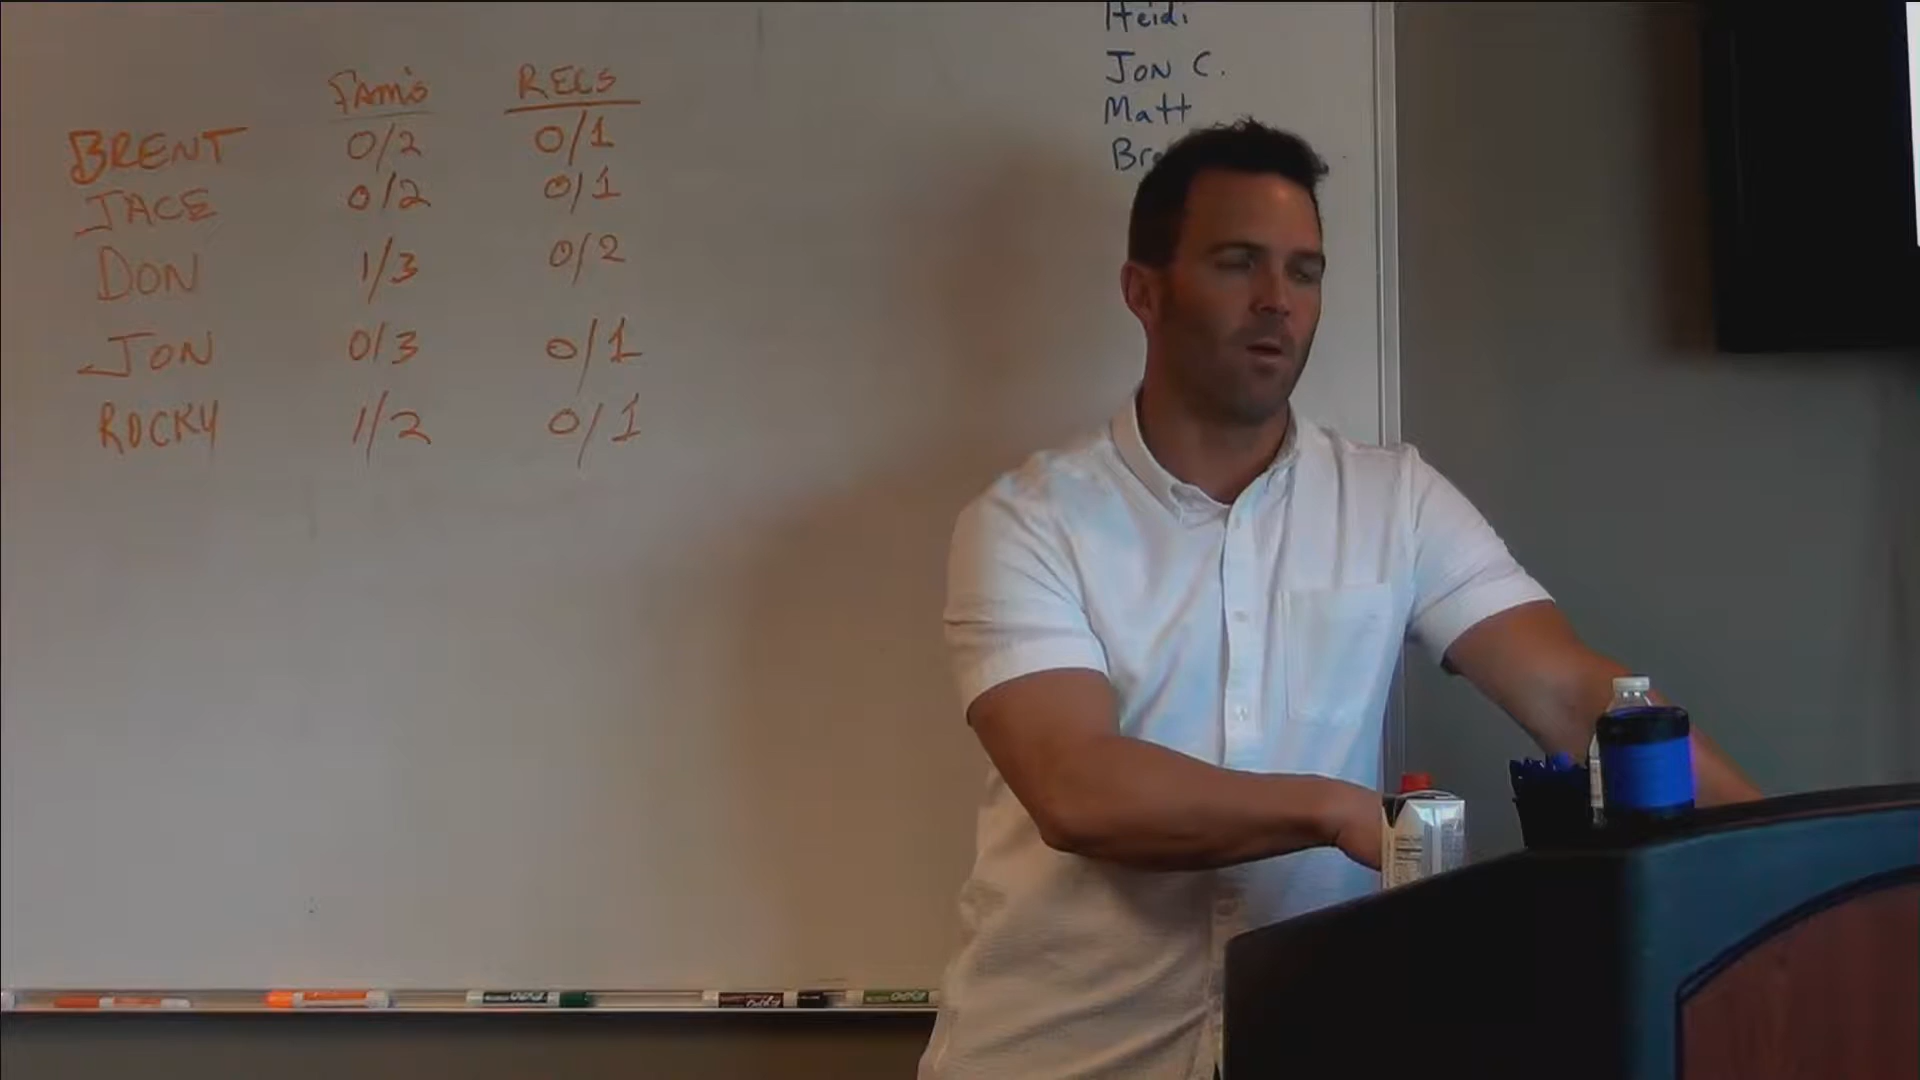 FAM'S RECS
BRENT 0/2 0/1
JACE 0/2 0/1
DON 1/3 0/2
JON 0/3 0/1
ROCKY 1/2 0/1
Heidi
JON C.
Matt